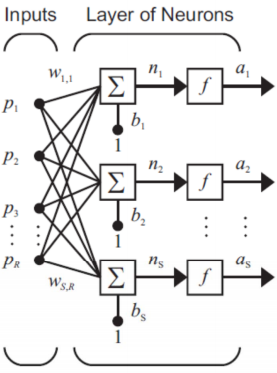 Inputs Layer of Neurons
w1,1 n1 a1
Σ f
p1 b1
1
p2 n2 a2
Σ f
p3 b2
1
pR nS aS
wS,R Σ f
bS
1